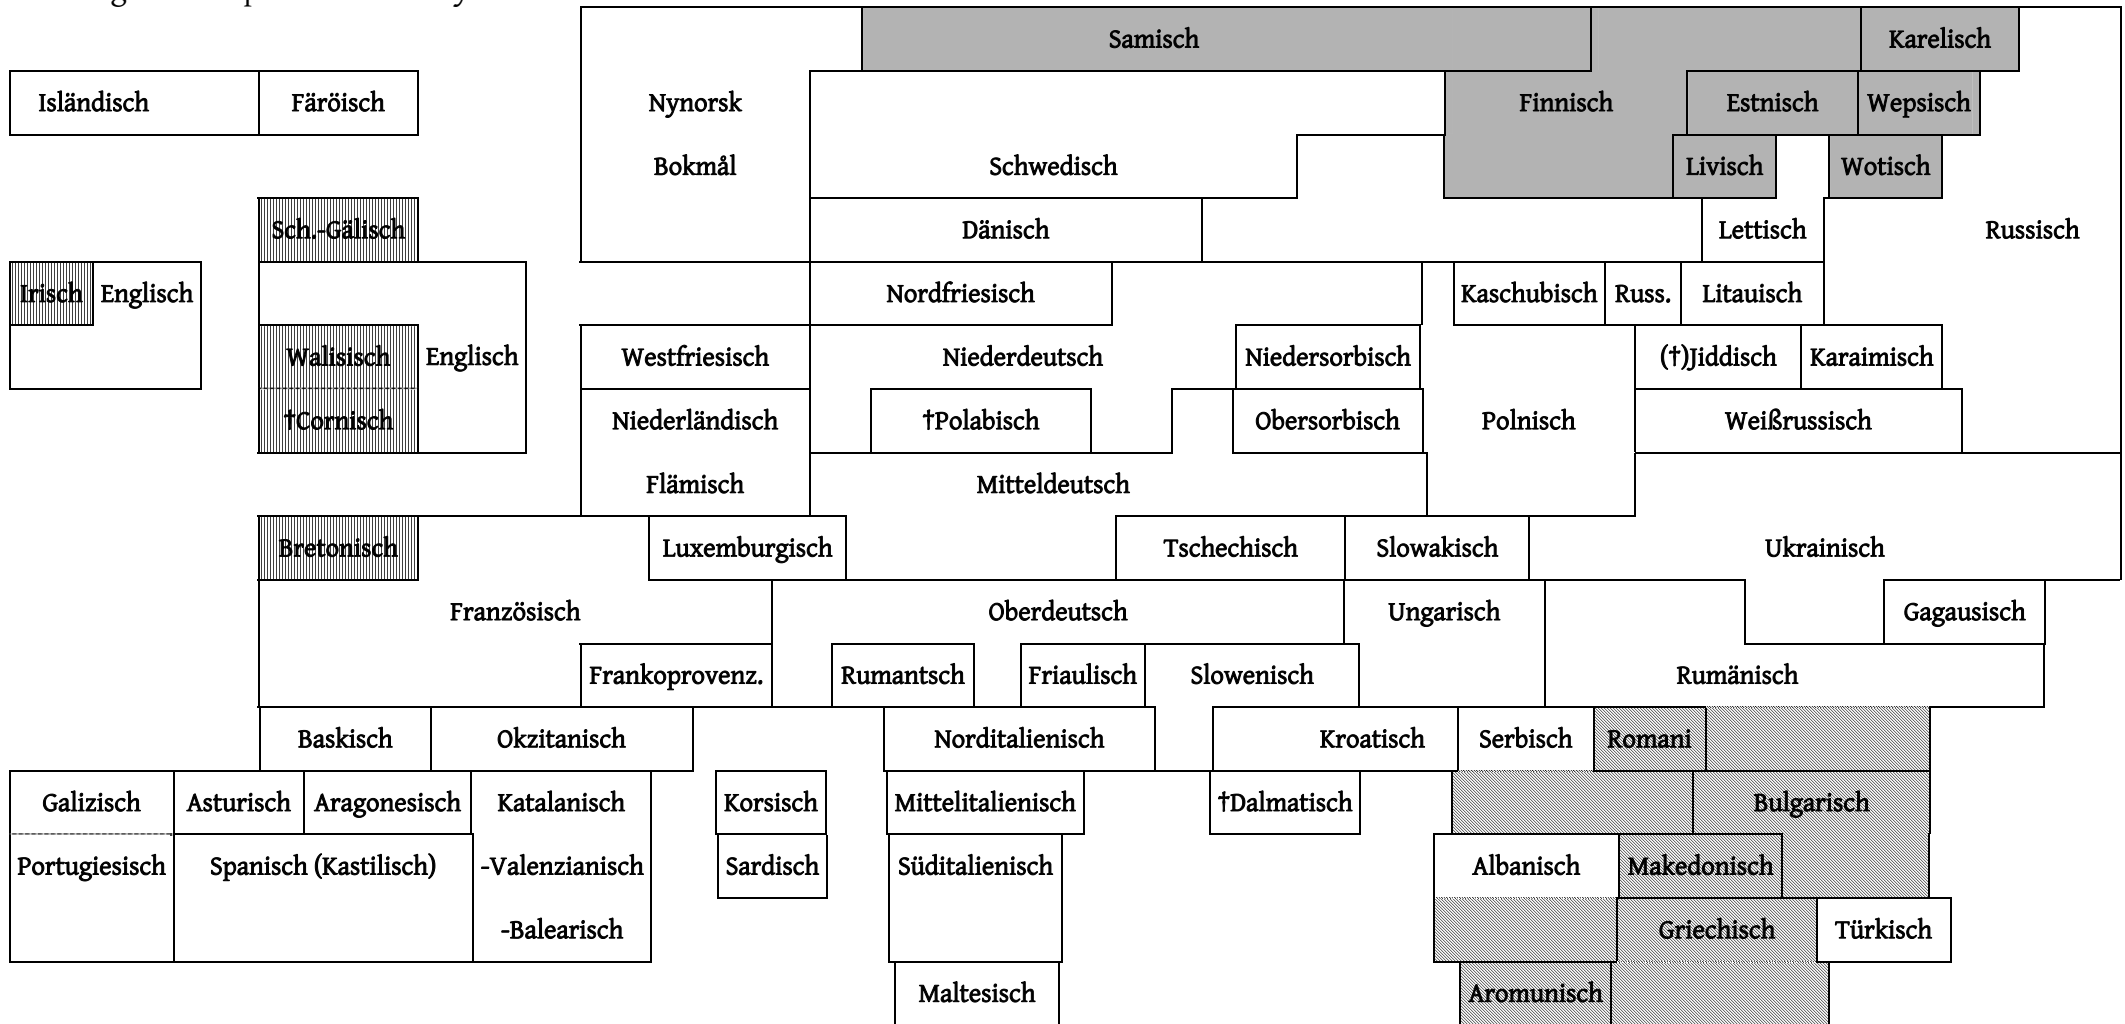 Samisch Karelisch
Isländisch Färöisch Nynorsk Finnisch Estnisch Wepsisch
Bokmål Schwedisch Livisch Wotisch
Sch.-Gälisch Dänisch Lettisch Russisch
Irisch Englisch Nordfriesisch Kaschubisch Russ. Litauisch
Walisisch Englisch Westfriesisch Niederdeutsch Niedersorbisch (†)Jiddisch Karaimisch
†Cornisch Niederländisch †Polabisch Obersorbisch Polnisch Weißrussisch
Flämisch Mitteldeutsch
Bretonisch Luxemburgisch Tschechisch Slowakisch Ukrainisch
Französisch Oberdeutsch Ungarisch Gagausisch
Frankoprovenz. Rumantsch Friaulisch Slowenisch Rumänisch
Baskisch Okzitanisch Norditalienisch Kroatisch Serbisch Romani
Galizisch Asturisch Aragonesisch Katalanisch Korsisch Mittelitalienisch †Dalmatisch Bulgarisch
Portugiesisch Spanisch (Kastilisch) -Valenzianisch Sardisch Süditalienisch Albanisch Makedonisch
-Balearisch Griechisch Türkisch
Maltesisch Aromunisch